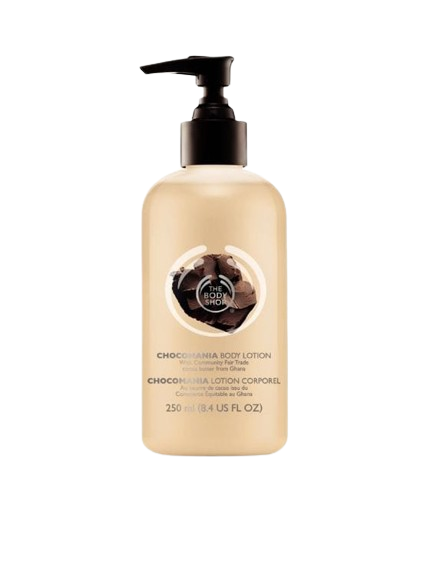 THE
BODY
SHOP
CHOCOMANIA BODY LOTION
With Community Fair Trade
cocoa butter from Ghana
CHOCOMANIA LOTION CORPOREL
Au beurre de cacao issu du
Commerce Equitable au Ghana
250 ml (8.4 US FL OZ)